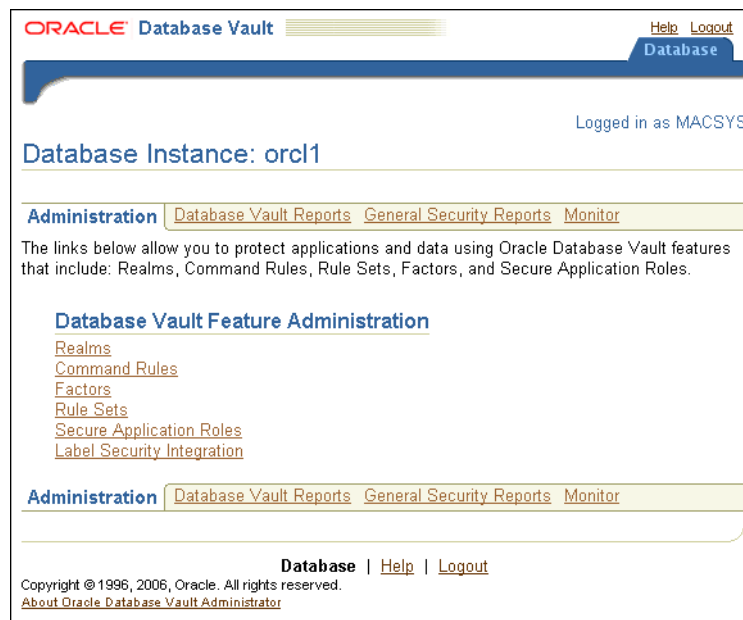 ORACLE Database Vault
Help Logout
Database
Logged in as MACSYS
Database Instance: orcl1
Administration Database Vault Reports General Security Reports Monitor
The links below allow you to protect applications and data using Oracle Database Vault features
that include: Realms, Command Rules, Rule Sets, Factors, and Secure Application Roles.
Database Vault Feature Administration
Realms
Command Rules
Factors
Rule Sets
Secure Application Roles
Label Security Integration
Administration Database Vault Reports General Security Reports Monitor
Database | Help | Logout
Copyright © 1996, 2006, Oracle. All rights reserved.
About Oracle Database Vault Administrator